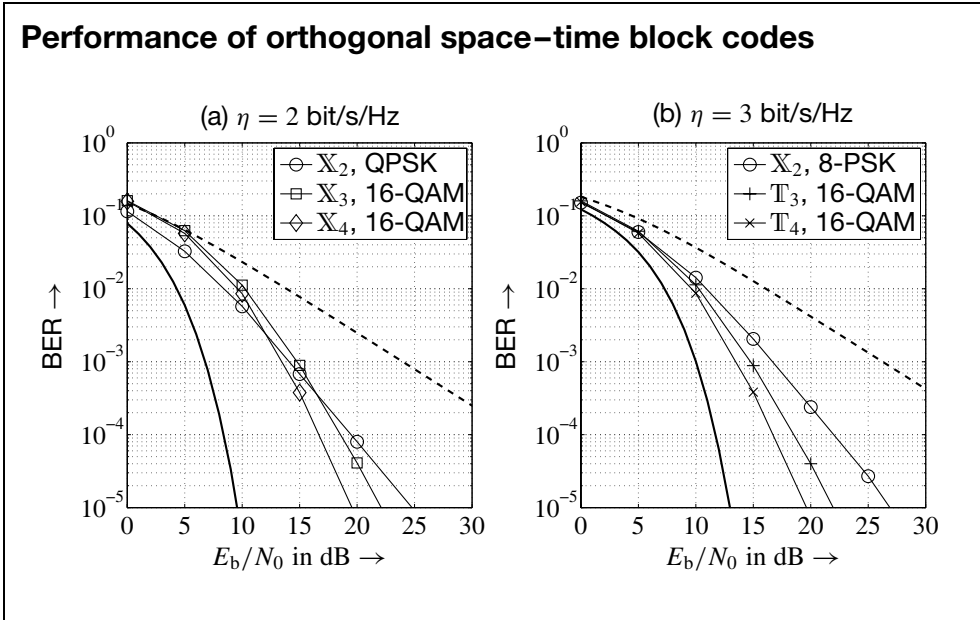 Performance of orthogonal space–time block codes
(a) η = 2 bit/s/Hz
10^0
10^-1
10^-2
10^-3
10^-4
10^-5
BER →
𝕏2, QPSK
𝕏3, 16-QAM
𝕏4, 16-QAM
0 5 10 15 20 25 30
Eb/N0 in dB →
(b) η = 3 bit/s/Hz
10^0
10^-1
10^-2
10^-3
10^-4
10^-5
BER →
𝕏2, 8-PSK
𝕋3, 16-QAM
𝕋4, 16-QAM
0 5 10 15 20 25 30
Eb/N0 in dB →